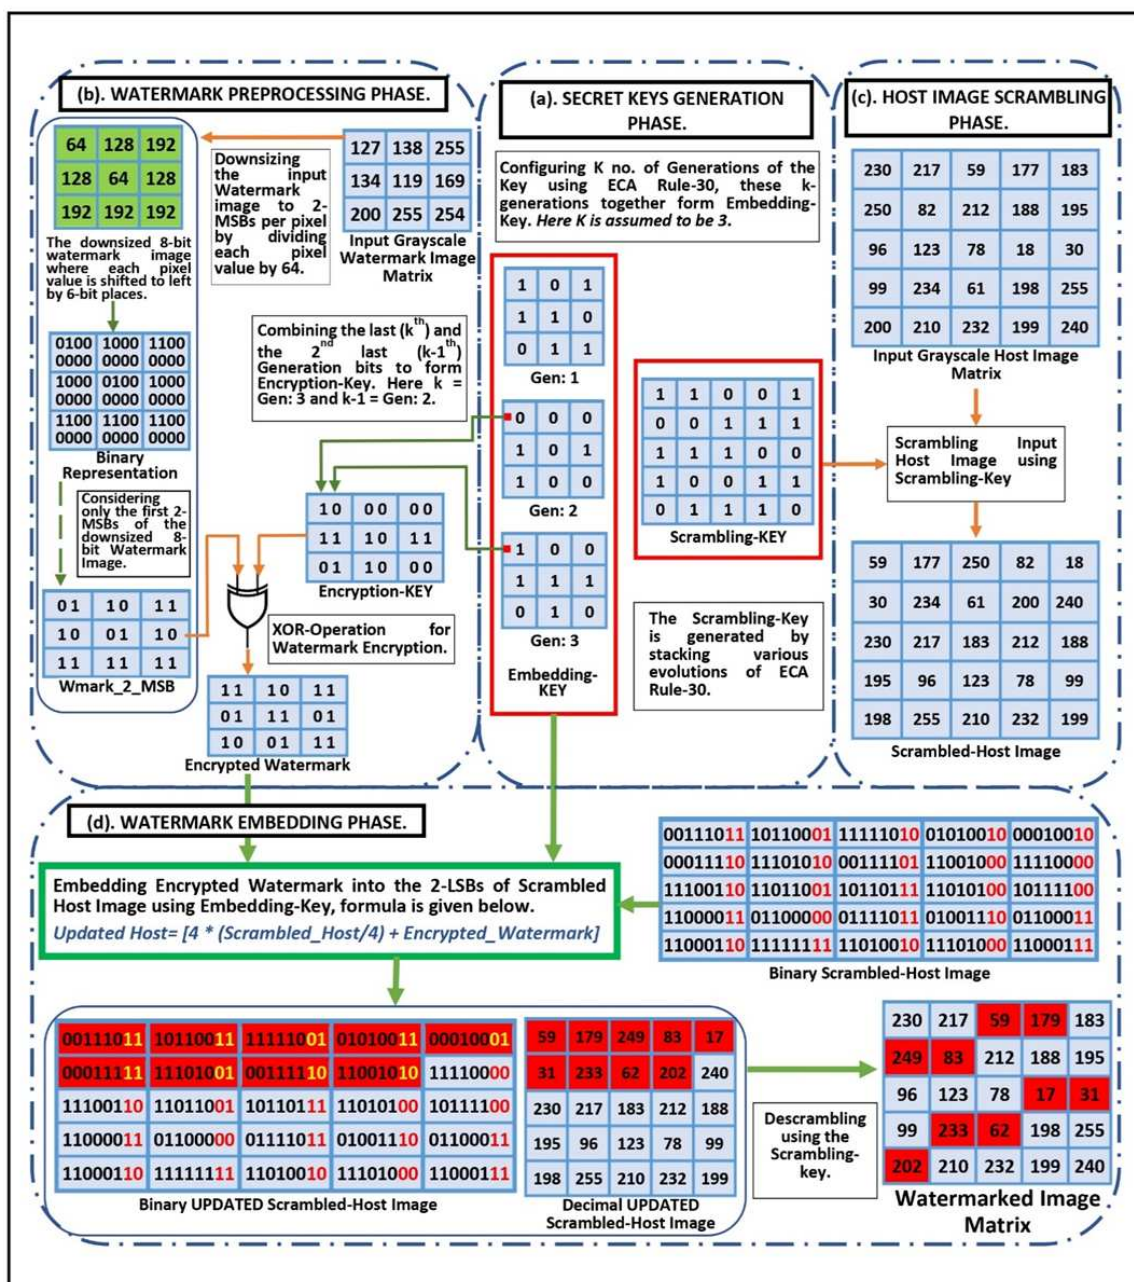 (b). WATERMARK PREPROCESSING PHASE.
64 128 192
128 64 128
192 192 192
The downsized 8-bit
watermark image
where each pixel
value is shifted to left
by 6-bit places.
Downsizing
the input
Watermark
image to 2-
MSBs per pixel
by dividing
each pixel
value by 64.
127 138 255
134 119 169
200 255 254
Input Grayscale
Watermark Image
Matrix
0100 1000 1100
0000 0000 0000
1000 0100 1000
0000 0000 0000
1100 1100 1100
0000 0000 0000
Binary
Representation
Considering
only the first 2-
MSBs of the
downsized 8-
bit Watermark
Image.
Combining the last (kth) and
the 2nd last (k-1th)
Generation bits to form
Encryption-Key. Here k =
Gen: 3 and k-1 = Gen: 2.
10 00 00
11 10 11
01 10 00
Encryption-KEY
01 10 11
10 01 10
11 11 11
Wmark_2_MSB
XOR-Operation for
Watermark Encryption.
11 10 11
01 11 01
10 01 11
Encrypted Watermark
(a). SECRET KEYS GENERATION
PHASE.
Configuring K no. of Generations of the
Key using ECA Rule-30, these k-
generations together form Embedding-
Key. Here K is assumed to be 3.
1 0 1
1 1 0
0 1 1
Gen: 1
0 0 0
1 0 1
1 0 0
Gen: 2
1 0 0
1 1 1
0 1 0
Gen: 3
Embedding-
KEY
1 1 0 0 1
0 0 1 1 1
1 1 1 0 0
1 0 0 1 1
0 1 1 1 0
Scrambling-KEY
The Scrambling-Key
is generated by
stacking various
evolutions of ECA
Rule-30.
(c). HOST IMAGE SCRAMBLING
PHASE.
230 217 59 177 183
250 82 212 188 195
96 123 78 18 30
99 234 61 198 255
200 210 232 199 240
Input Grayscale Host Image
Matrix
Scrambling Input
Host Image using
Scrambling-Key
59 177 250 82 18
30 234 61 200 240
230 217 183 212 188
195 96 123 78 99
198 255 210 232 199
Scrambled-Host Image
(d). WATERMARK EMBEDDING PHASE.
Embedding Encrypted Watermark into the 2-LSBs of Scrambled
Host Image using Embedding-Key, formula is given below.
Updated Host= [4 * (Scrambled_Host/4) + Encrypted_Watermark]
00111011 10110001 11111010 01010010 00010010
00011110 11101010 00111101 11001000 11110000
11100110 11011001 10110111 11010100 10111100
11000011 01100000 01111011 01001110 01100011
11000110 11111111 11010010 11101000 11000111
Binary Scrambled-Host Image
00111011 10110011 11111001 01010011 00010001
00011111 11101001 00111110 11001010 11110000
11100110 11011001 10110111 11010100 10111100
11000011 01100000 01111011 01001110 01100011
11000110 11111111 11010010 11101000 11000111
Binary UPDATED Scrambled-Host Image
59 179 249 83 17
31 233 62 202 240
230 217 183 212 188
195 96 123 78 99
198 255 210 232 199
Decimal UPDATED
Scrambled-Host Image
Descrambling
using the
Scrambling-
key.
230 217 59 179 183
249 83 212 188 195
96 123 78 17 31
99 233 62 198 255
202 210 232 199 240
Watermarked Image
Matrix